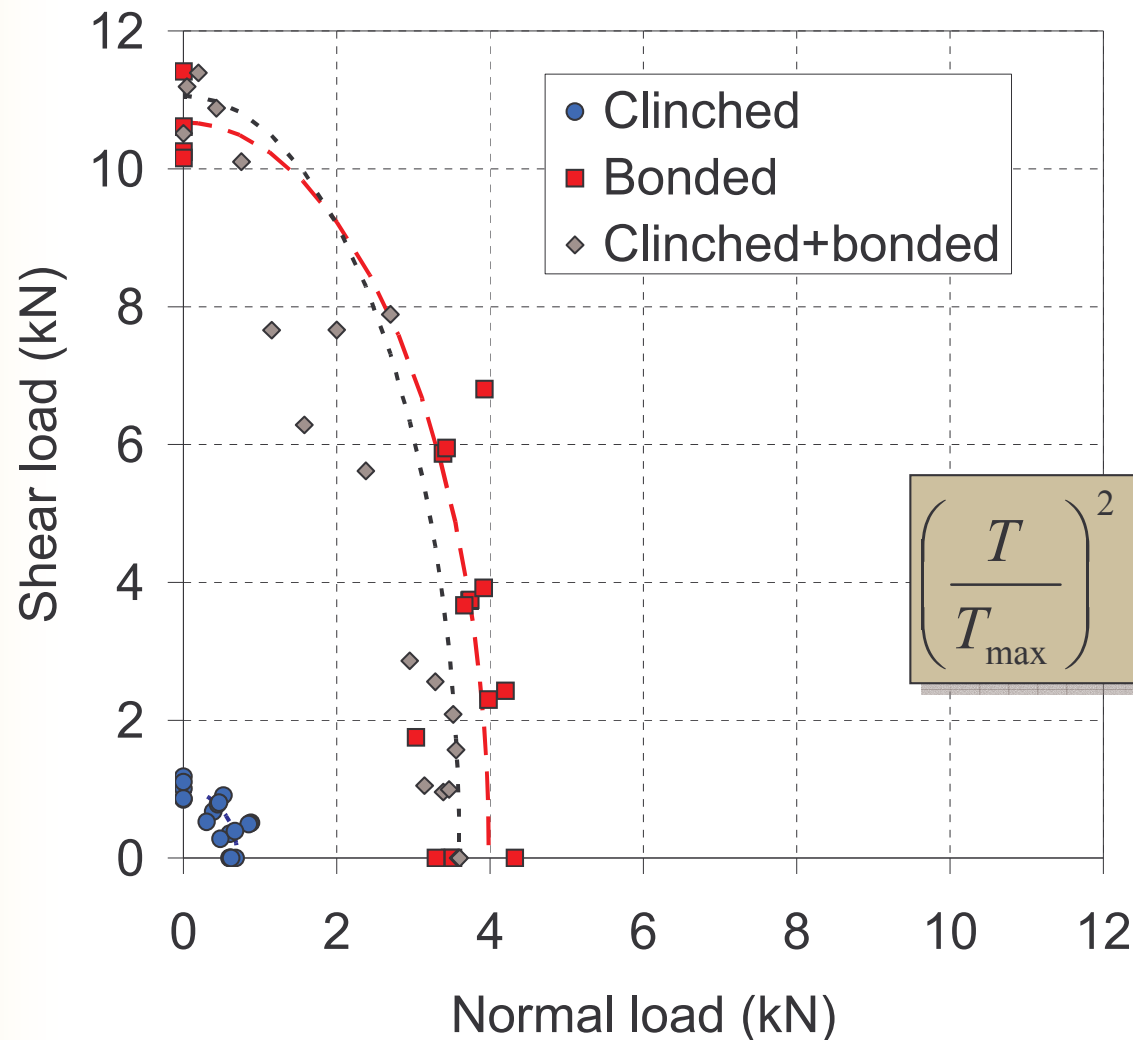 12
10
8
6
4
2
0
Shear load (kN)
Clinched
Bonded
Clinched+bonded
(T / T_max)^2
0 2 4 6 8 10 12
Normal load (kN)